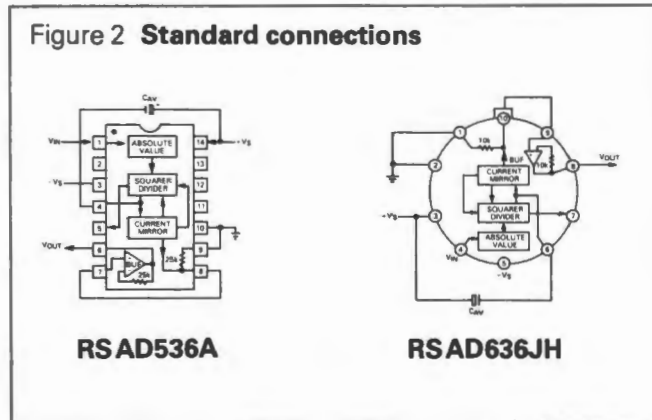 Figure 2 Standard connections
CAV
VIN
1
ABSOLUTE VALUE
14
-VS
2
13
-VS
3
SQUARER DIVIDER
12
4
11
5
CURRENT MIRROR
10
VOUT
6
BUF
25k
9
7
25k
8
RS AD536A
10
1
10k
9
2
BUF
10k
8
VOUT
CURRENT MIRROR
3
SQUARER DIVIDER
7
4
ABSOLUTE VALUE
6
VIN
5
-VS
CAV
RS AD636JH